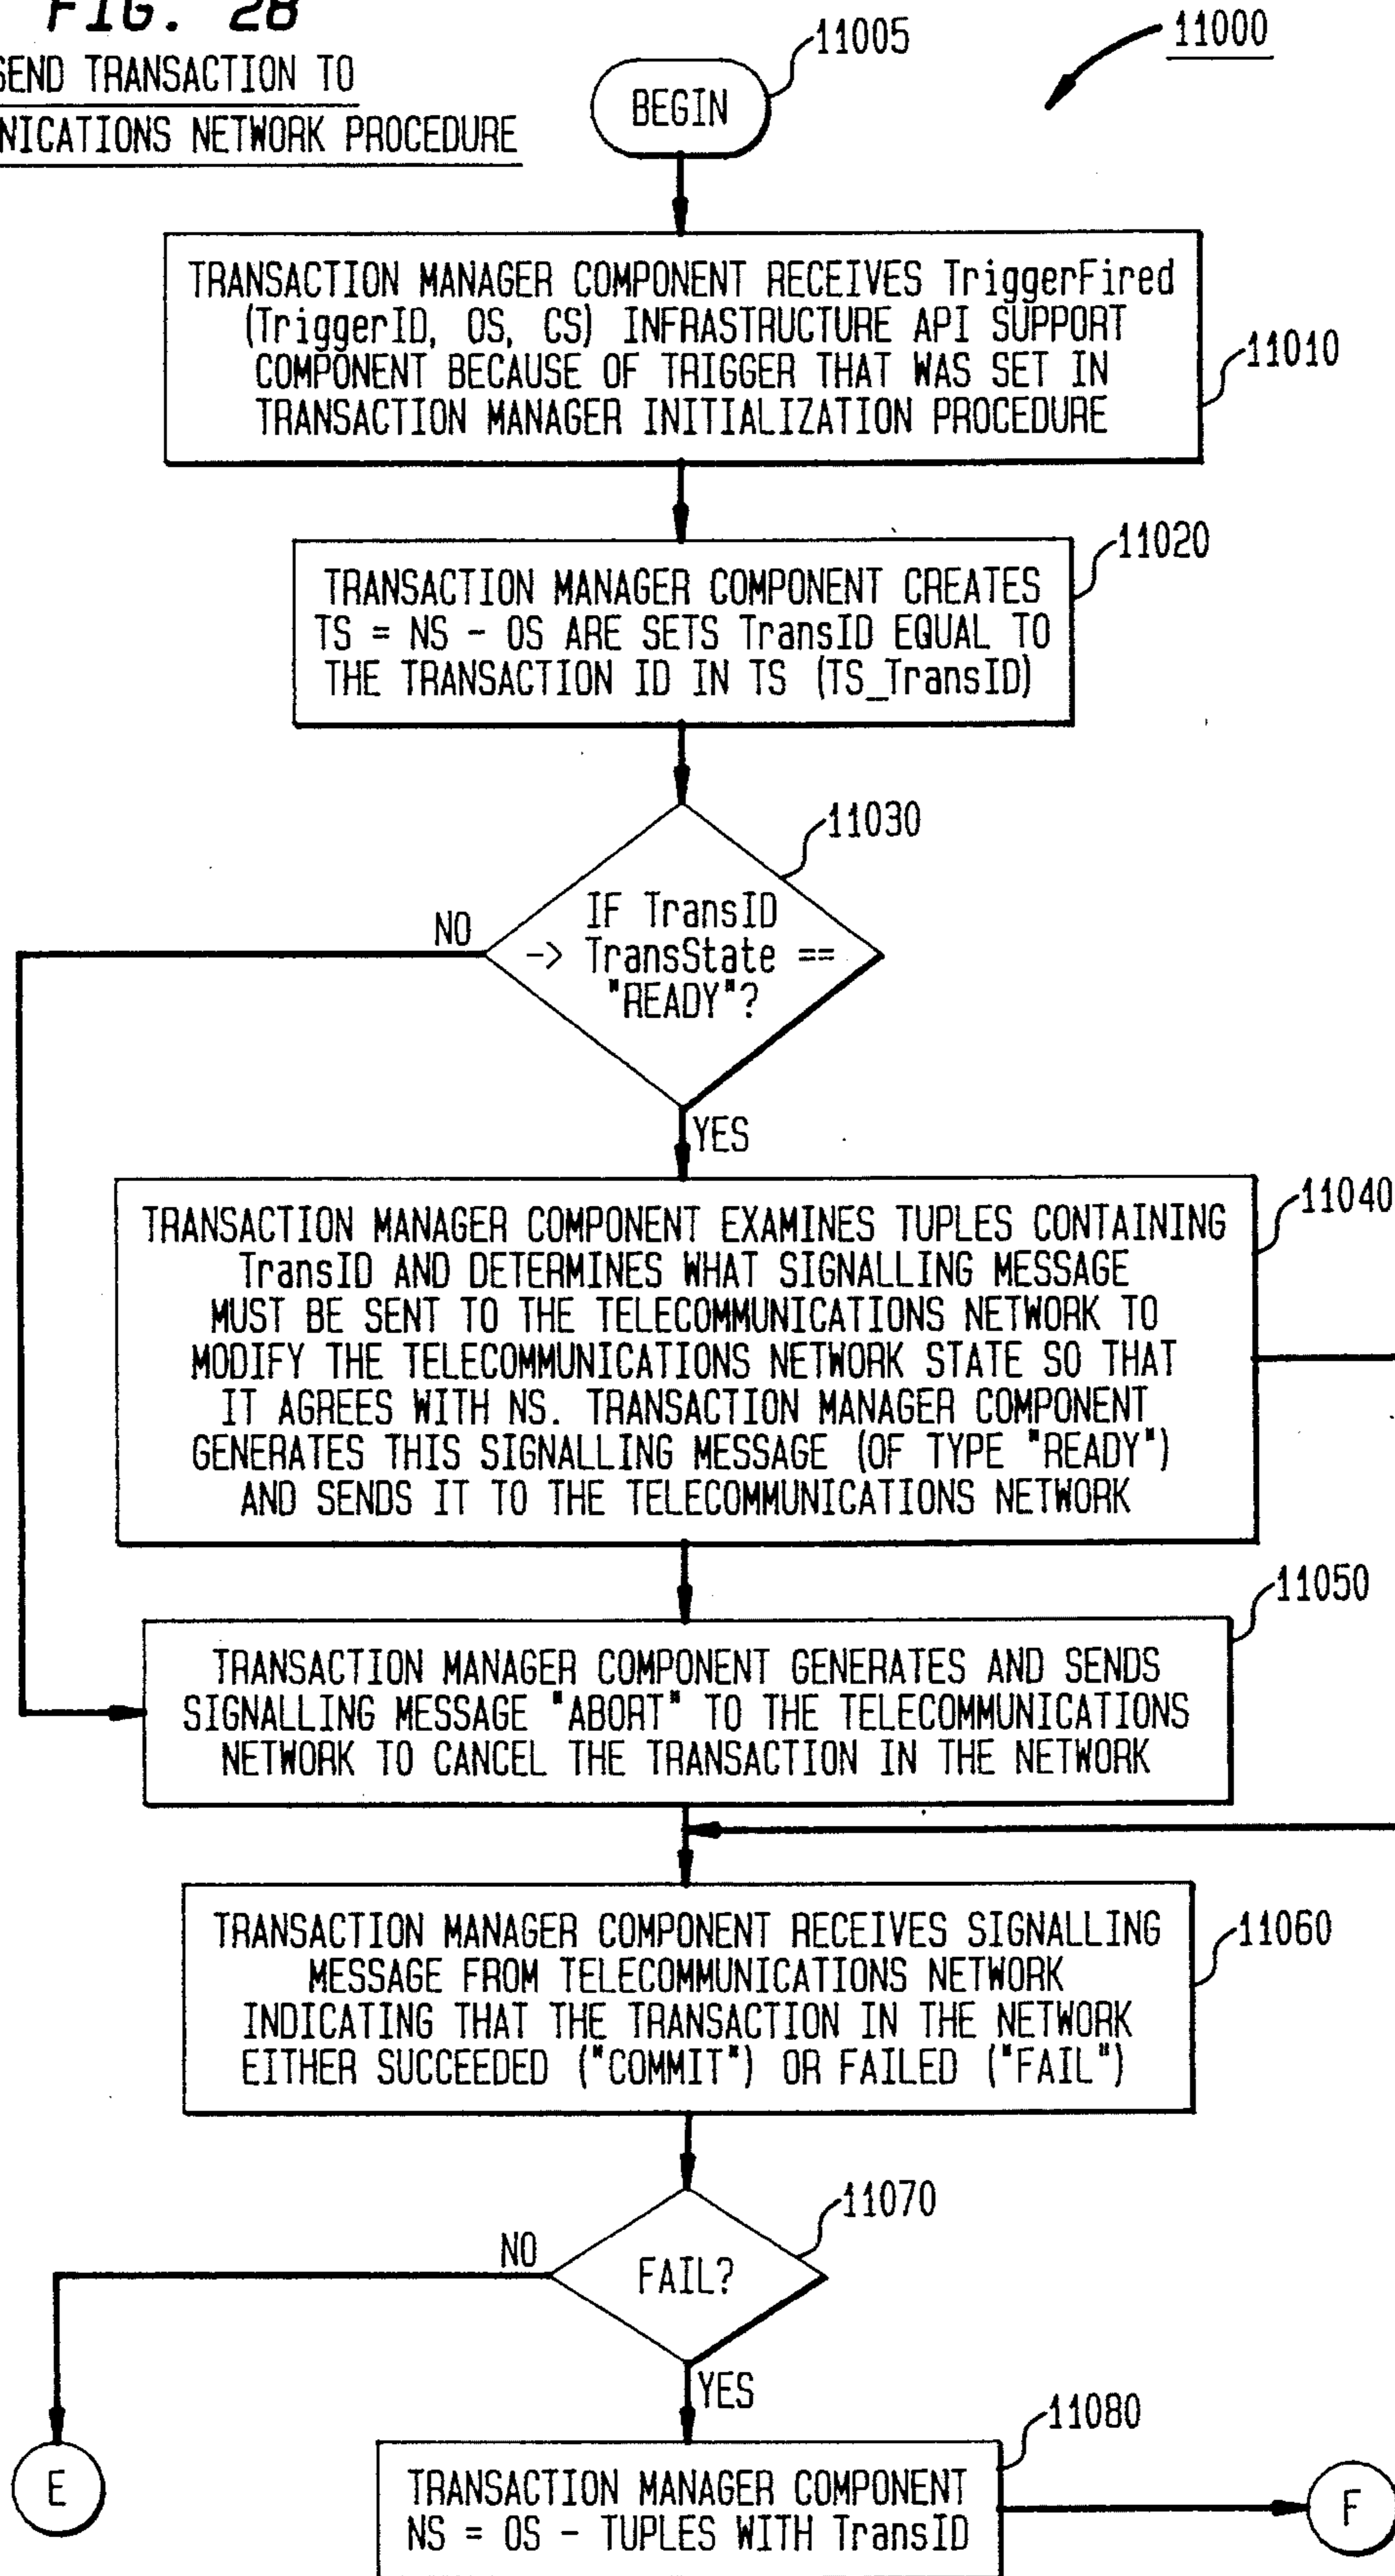 FIG. 28
SEND TRANSACTION TO
NICATIONS NETWORK PROCEDURE
11005
11000
BEGIN
TRANSACTION MANAGER COMPONENT RECEIVES TriggerFired
(TriggerID, OS, CS) INFRASTRUCTURE API SUPPORT
COMPONENT BECAUSE OF TRIGGER THAT WAS SET IN
TRANSACTION MANAGER INITIALIZATION PROCEDURE
11010
11020
TRANSACTION MANAGER COMPONENT CREATES
TS = NS - OS ARE SETS TransID EQUAL TO
THE TRANSACTION ID IN TS (TS_TransID)
11030
IF TransID
-> TransState ==
"READY"?
NO
YES
11040
TRANSACTION MANAGER COMPONENT EXAMINES TUPLES CONTAINING
TransID AND DETERMINES WHAT SIGNALLING MESSAGE
MUST BE SENT TO THE TELECOMMUNICATIONS NETWORK TO
MODIFY THE TELECOMMUNICATIONS NETWORK STATE SO THAT
IT AGREES WITH NS. TRANSACTION MANAGER COMPONENT
GENERATES THIS SIGNALLING MESSAGE (OF TYPE "READY")
AND SENDS IT TO THE TELECOMMUNICATIONS NETWORK
11050
TRANSACTION MANAGER COMPONENT GENERATES AND SENDS
SIGNALLING MESSAGE "ABORT" TO THE TELECOMMUNICATIONS
NETWORK TO CANCEL THE TRANSACTION IN THE NETWORK
TRANSACTION MANAGER COMPONENT RECEIVES SIGNALLING
MESSAGE FROM TELECOMMUNICATIONS NETWORK
INDICATING THAT THE TRANSACTION IN THE NETWORK
EITHER SUCCEEDED ("COMMIT") OR FAILED ("FAIL")
11060
11070
NO
FAIL?
YES
11080
E
TRANSACTION MANAGER COMPONENT
NS = OS - TUPLES WITH TransID
F